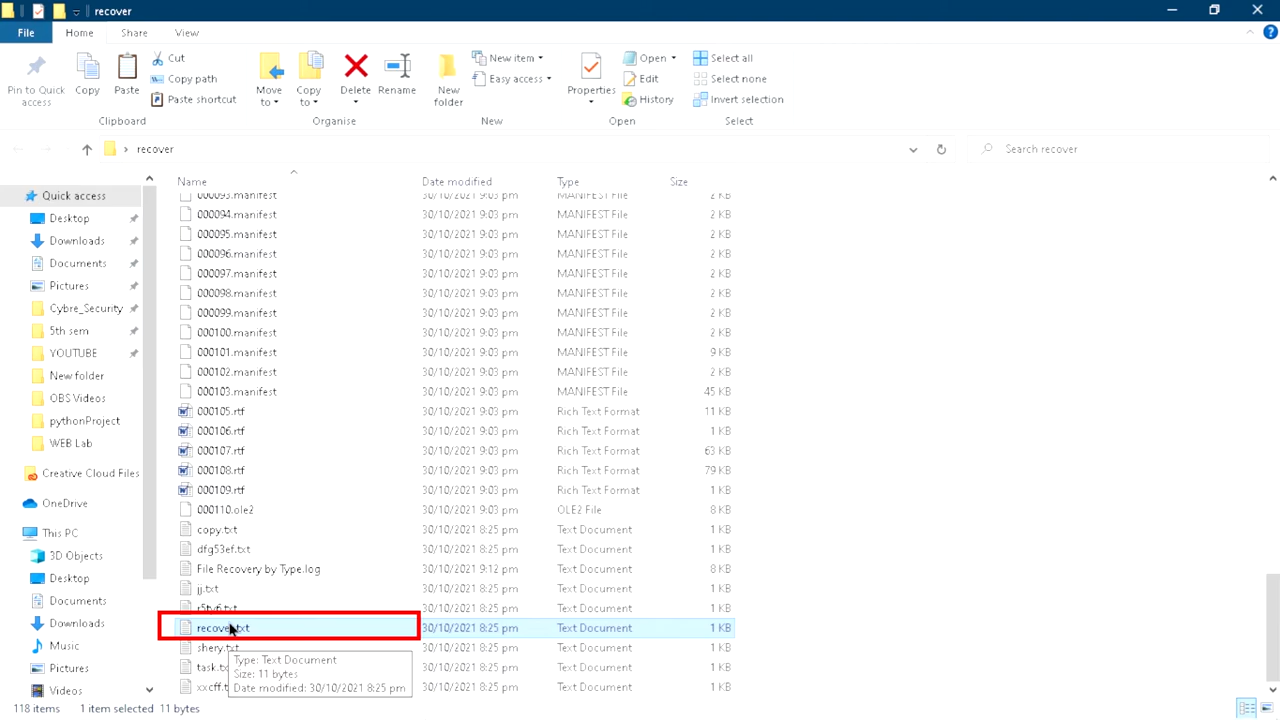 recover
File Home Share View
Pin to Quick access
Copy
Paste
Cut
Copy path
Paste shortcut
Clipboard
Move to
Copy to
Delete
Rename
Organise
New folder
New item
Easy access
New
Properties
Open
Edit
History
Open
Select all
Select none
Invert selection
Select
recover
Search recover
Name Date modified Type Size
Quick access
Desktop
Downloads
Documents
Pictures
Cybre_Security
5th sem
YOUTUBE
New folder
OBS Videos
pythonProject
WEB Lab
Creative Cloud Files
OneDrive
This PC
3D Objects
Desktop
Documents
Downloads
Music
Pictures
Videos
000093.manifest 30/10/2021 9:03 pm MANIFEST File 2 KB
000094.manifest 30/10/2021 9:03 pm MANIFEST File 2 KB
000095.manifest 30/10/2021 9:03 pm MANIFEST File 2 KB
000096.manifest 30/10/2021 9:03 pm MANIFEST File 2 KB
000097.manifest 30/10/2021 9:03 pm MANIFEST File 2 KB
000098.manifest 30/10/2021 9:03 pm MANIFEST File 2 KB
000099.manifest 30/10/2021 9:03 pm MANIFEST File 2 KB
000100.manifest 30/10/2021 9:03 pm MANIFEST File 2 KB
000101.manifest 30/10/2021 9:03 pm MANIFEST File 9 KB
000102.manifest 30/10/2021 9:03 pm MANIFEST File 2 KB
000103.manifest 30/10/2021 9:03 pm MANIFEST File 45 KB
000105.rtf 30/10/2021 9:03 pm Rich Text Format 11 KB
000106.rtf 30/10/2021 9:03 pm Rich Text Format 1 KB
000107.rtf 30/10/2021 9:03 pm Rich Text Format 63 KB
000108.rtf 30/10/2021 9:03 pm Rich Text Format 79 KB
000109.rtf 30/10/2021 9:03 pm Rich Text Format 1 KB
000110.ole2 30/10/2021 9:03 pm OLE2 File 8 KB
copy.txt 30/10/2021 8:25 pm Text Document 1 KB
dfg53ef.txt 30/10/2021 8:25 pm Text Document 1 KB
File Recovery by Type.log 30/10/2021 9:12 pm Text Document 8 KB
jj.txt 30/10/2021 8:25 pm Text Document 1 KB
30/10/2021 8:25 pm Text Document 1 KB
recover.txt 30/10/2021 8:25 pm Text Document 1 KB
shery.txt 30/10/2021 8:25 pm Text Document 1 KB
30/10/2021 8:25 pm Text Document 1 KB
30/10/2021 8:25 pm Text Document 1 KB
Type: Text Document
Size: 11 bytes
Date modified: 30/10/2021 8:25 pm
118 items 1 item selected 11 bytes